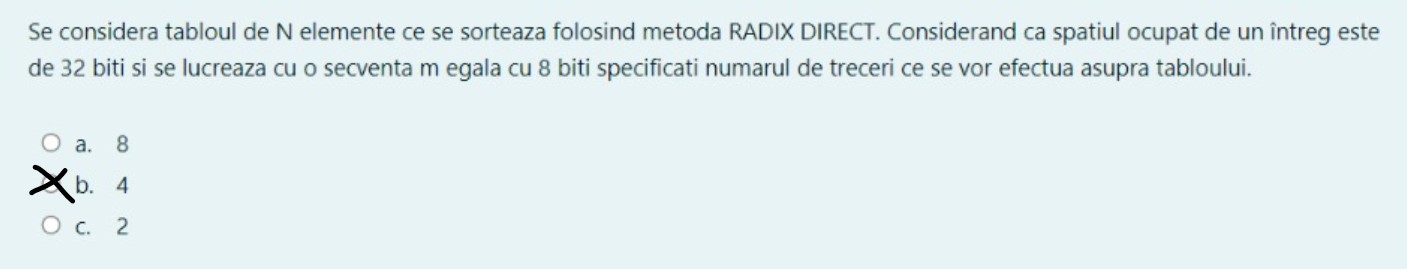 Se considera tabloul de N elemente ce se sorteaza folosind metoda RADIX DIRECT. Considerand ca spatiul ocupat de un întreg este
de 32 biti si se lucreaza cu o secventa m egala cu 8 biti specificati numarul de treceri ce se vor efectua asupra tabloului.
a. 8
b. 4
c. 2